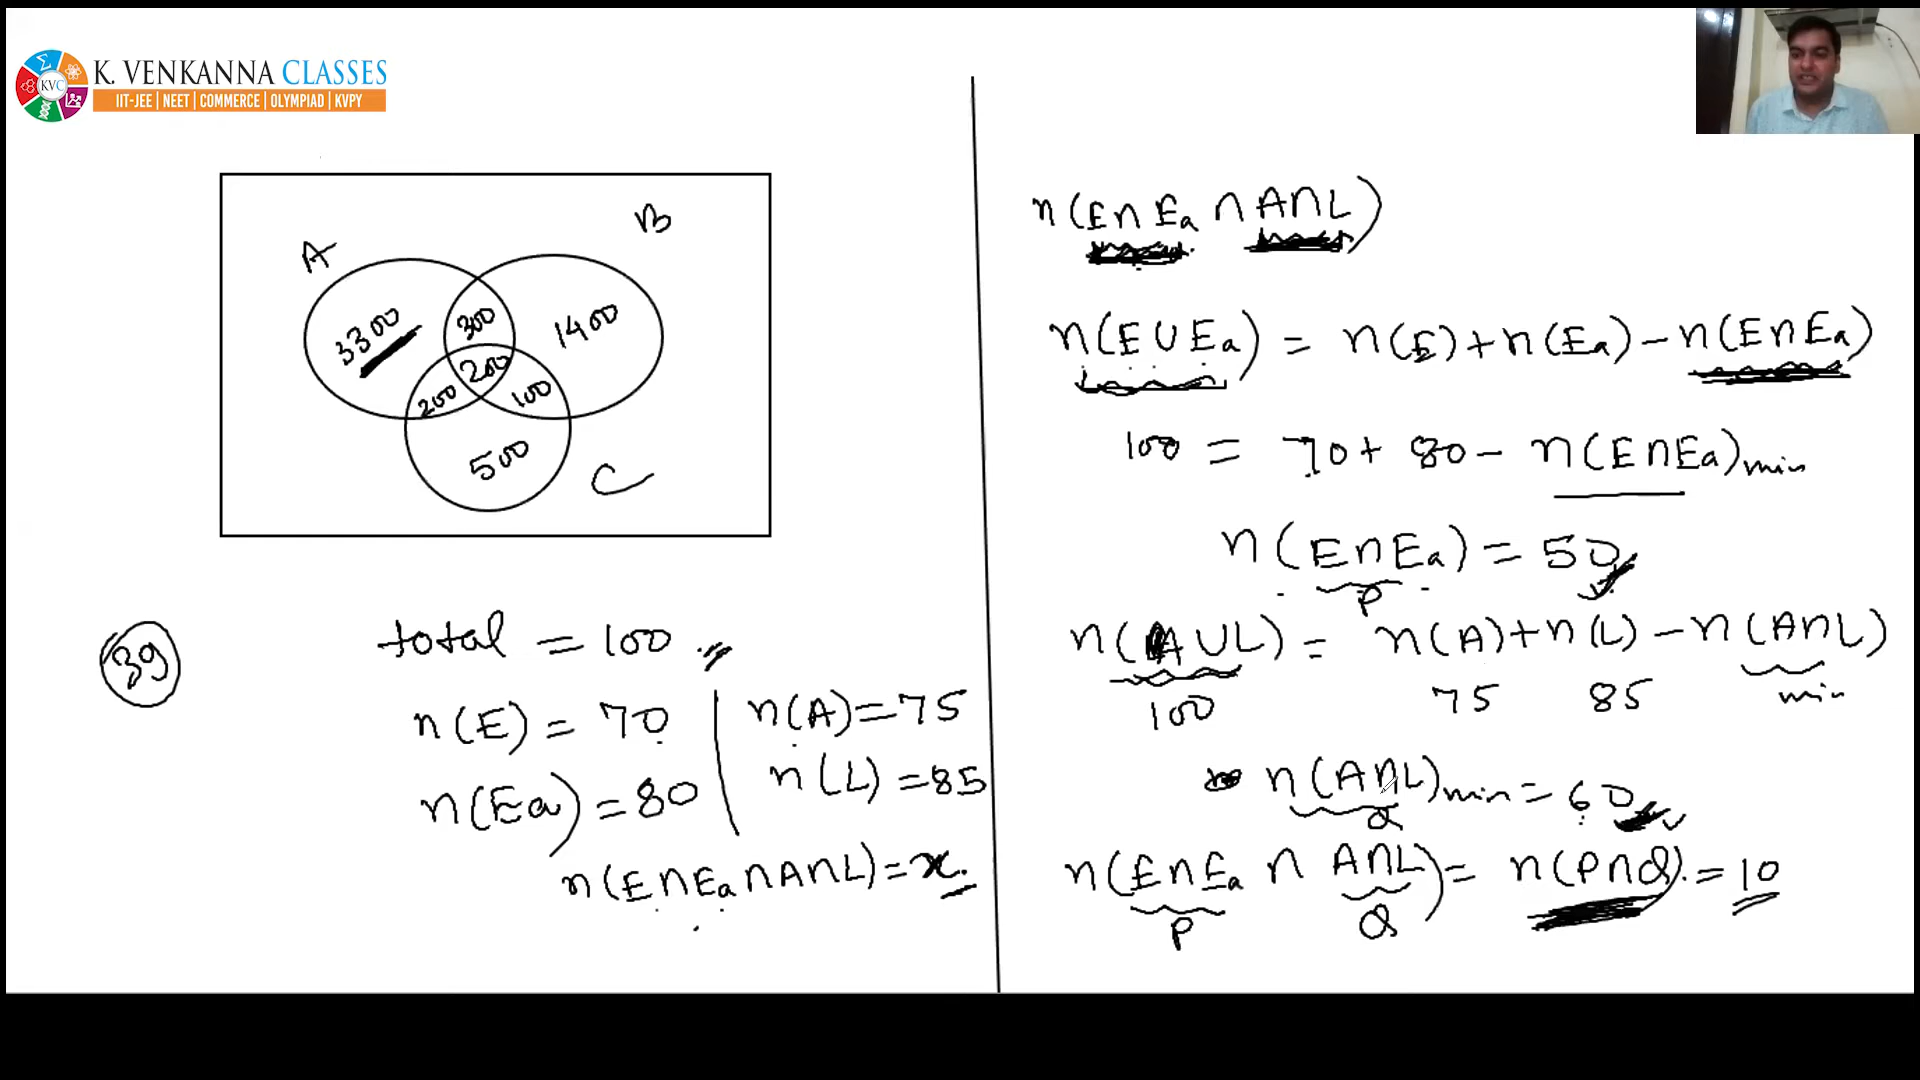 K. VENKANNA CLASSES
KVC
IIT-JEE | NEET | COMMERCE | OLYMPIAD | KVPY
A
B
3300
300
1400
200
200
100
500
C
39
total = 100
n(E) = 70
n(Ea) = 80
n(A) = 75
n(L) = 85
n(E∩Ea∩A∩L) = x.
n(E∩Ea∩A∩L)
n(E∪Ea) = n(E)+n(Ea)-n(E∩Ea)
100 = 70+ 80 - n(E∩Ea)min
n(E∩Ea) = 50
P
n(A∪L) = n(A)+n(L)-n(A∩L)
100 75 85 min
n(A∩L)min = 60
Q
n(E∩Ea ∩ A∩L) = n(P∩Q). = 10
P Q